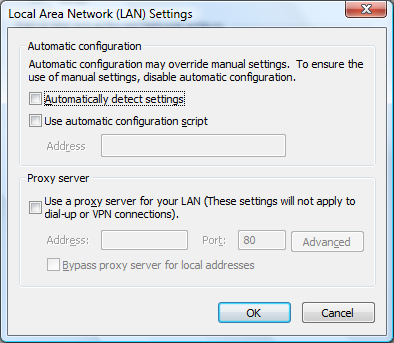 Local Area Network (LAN) Settings
Automatic configuration
Automatic configuration may override manual settings. To ensure the
use of manual settings, disable automatic configuration.
Automatically detect settings
Use automatic configuration script
Address
Proxy server
Use a proxy server for your LAN (These settings will not apply to
dial-up or VPN connections).
Address: Port: 80 Advanced
Bypass proxy server for local addresses
OK Cancel